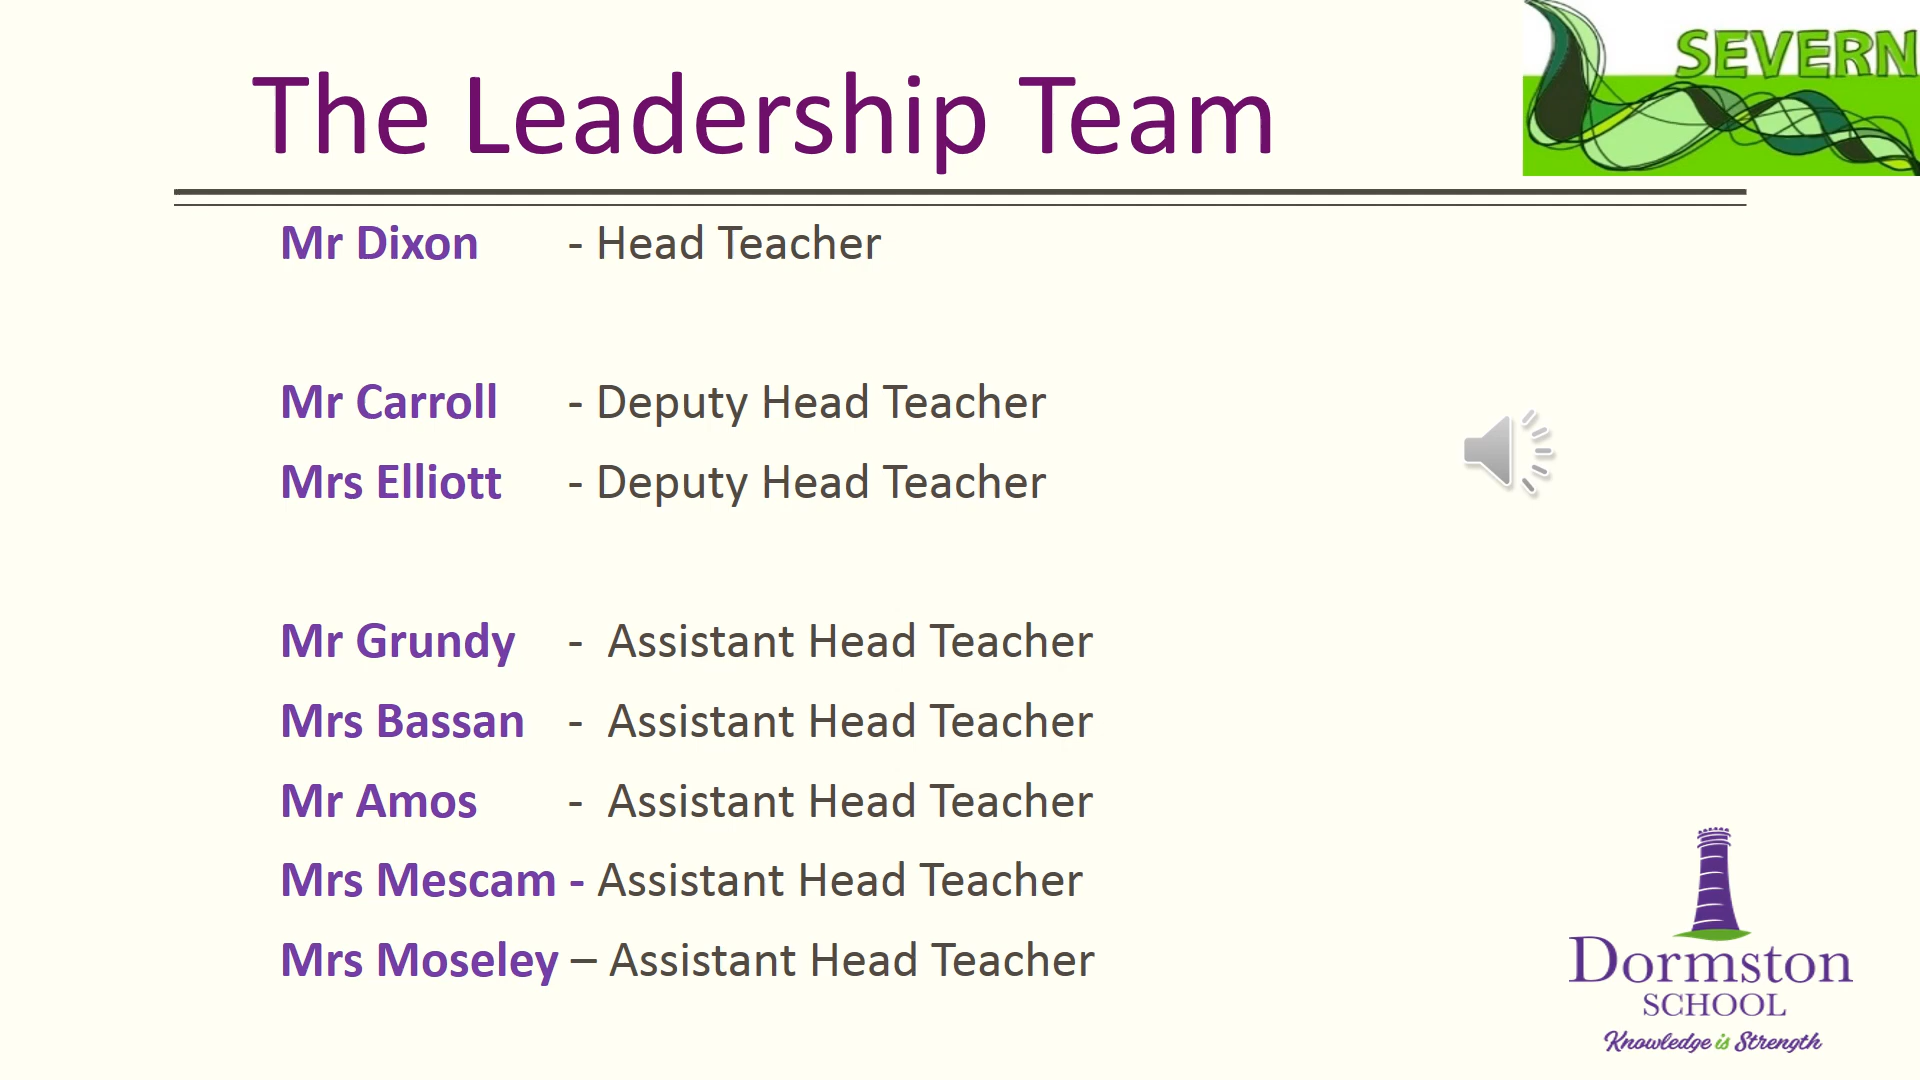 The Leadership Team
SEVERN
Mr Dixon - Head Teacher
Mr Carroll - Deputy Head Teacher
Mrs Elliott - Deputy Head Teacher
Mr Grundy - Assistant Head Teacher
Mrs Bassan - Assistant Head Teacher
Mr Amos - Assistant Head Teacher
Mrs Mescam - Assistant Head Teacher
Mrs Moseley – Assistant Head Teacher
Dormston
SCHOOL
Knowledge is Strength